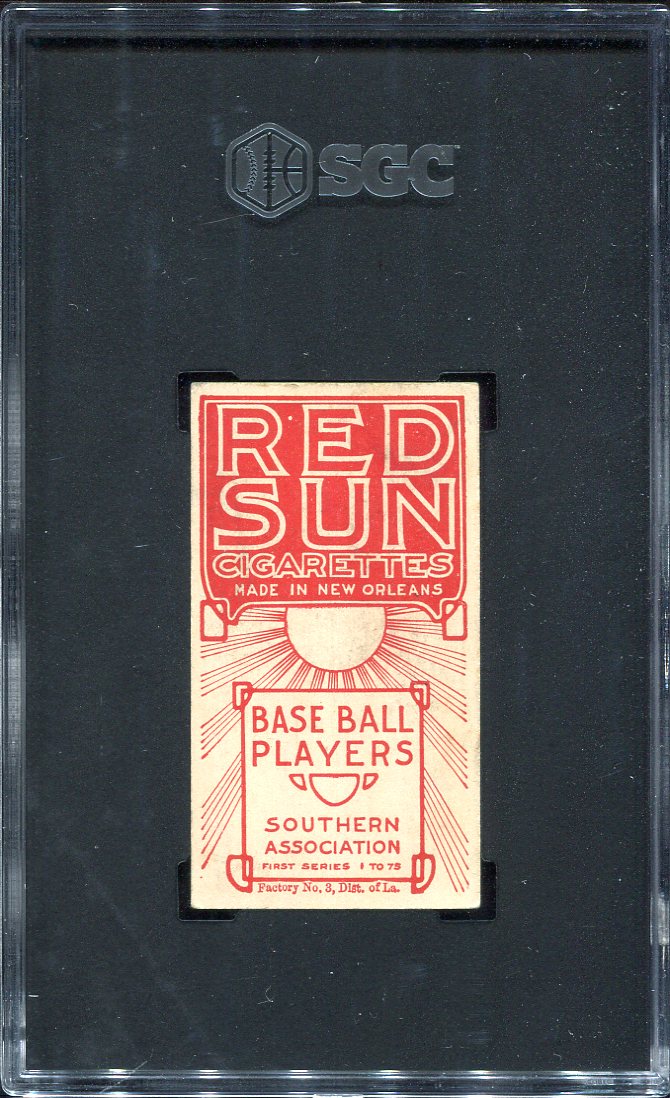 SGC
RED
SUN
CIGARETTES
MADE IN NEW ORLEANS
BASE BALL
PLAYERS
SOUTHERN
ASSOCIATION
FIRST SERIES 1 TO 75
Factory No. 3, Dist. of La.